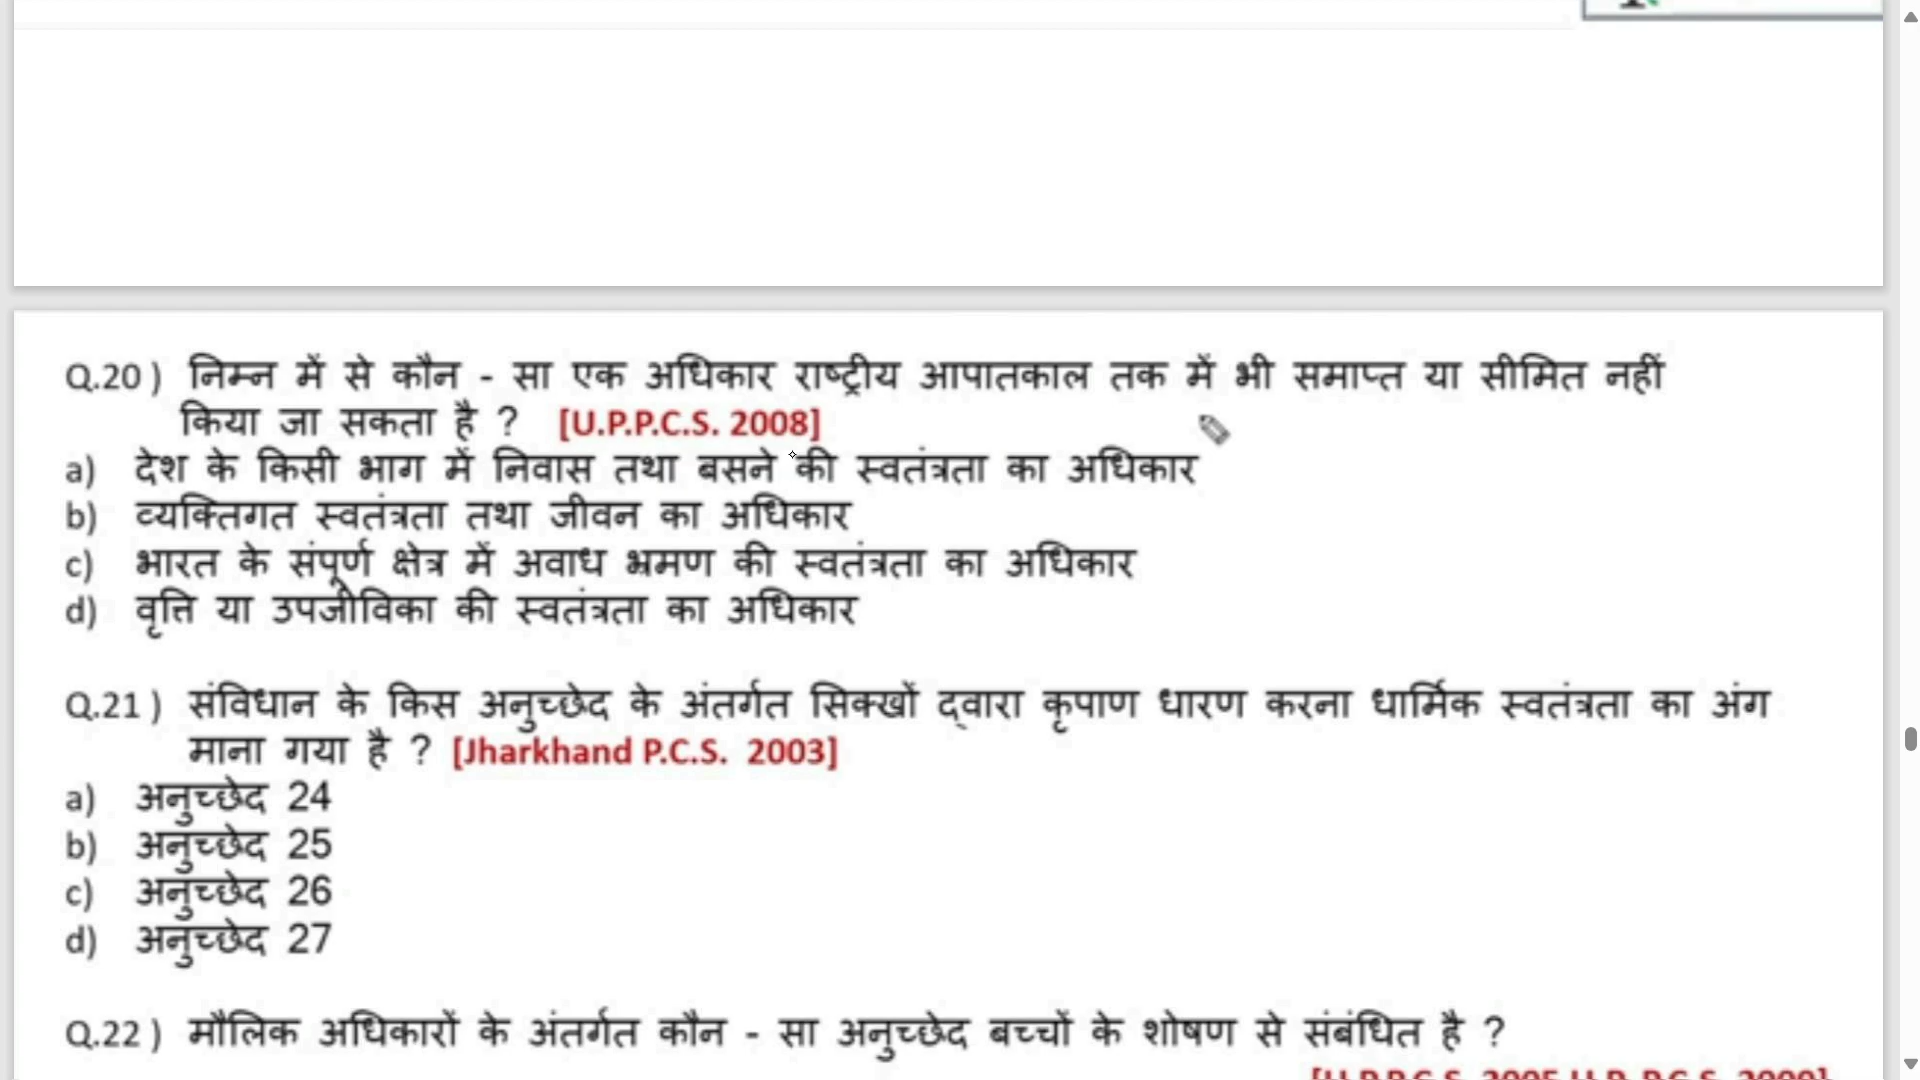 Q.20 ) निम्न में से कौन - सा एक अधिकार राष्ट्रीय आपातकाल तक में भी समाप्त या सीमित नहीं
किया जा सकता है ? [U.P.P.C.S. 2008]
a) देश के किसी भाग में निवास तथा बसने की स्वतंत्रता का अधिकार
b) व्यक्तिगत स्वतंत्रता तथा जीवन का अधिकार
c) भारत के संपूर्ण क्षेत्र में अवाध भ्रमण की स्वतंत्रता का अधिकार
d) वृत्ति या उपजीविका की स्वतंत्रता का अधिकार
Q.21 ) संविधान के किस अनुच्छेद के अंतर्गत सिक्खों द्वारा कृपाण धारण करना धार्मिक स्वतंत्रता का अंग
माना गया है ? [Jharkhand P.C.S. 2003]
a) अनुच्छेद 24
b) अनुच्छेद 25
c) अनुच्छेद 26
d) अनुच्छेद 27
Q.22 ) मौलिक अधिकारों के अंतर्गत कौन - सा अनुच्छेद बच्चों के शोषण से संबंधित है ?